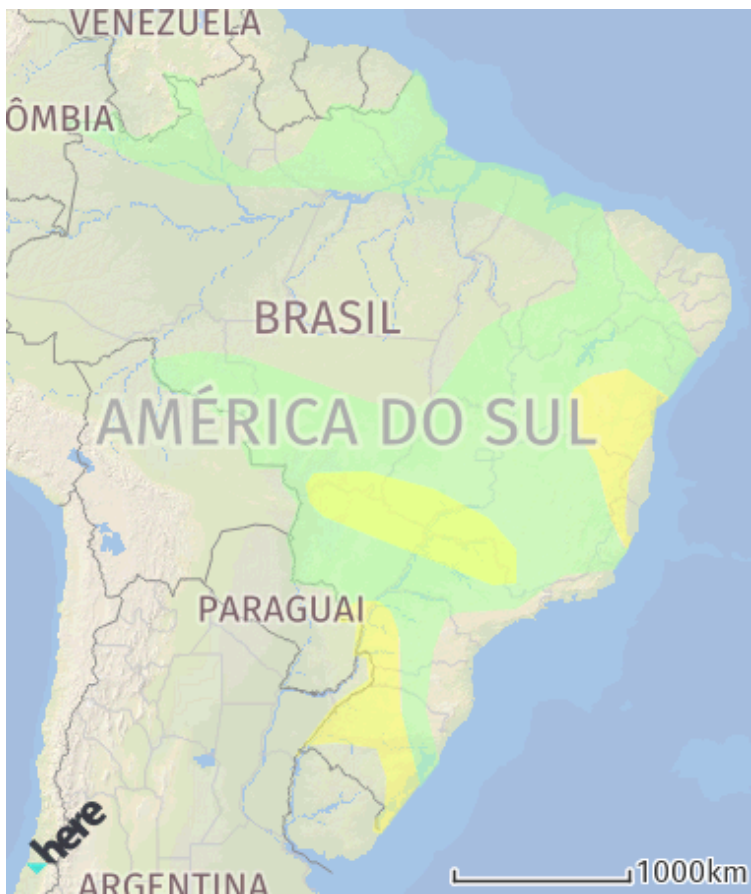 VENEZUELA
ÔMBIA
BRASIL
AMÉRICA DO SUL
PARAGUAI
here
1000km
ARGENTINA